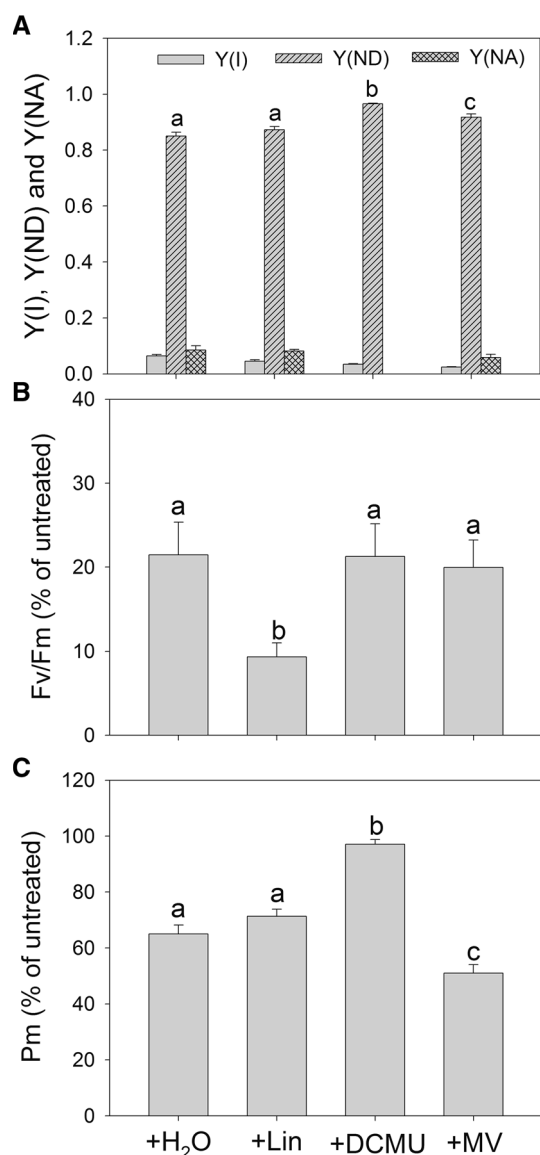 A
1.2
Y(I) Y(ND) Y(NA)
1.0
0.8
0.6
0.4
0.2
0.0
Y(I), Y(ND) and Y(NA)
a a b c
B
40
30
20
10
0
Fv/Fm (% of untreated)
a b a a
C
120
100
80
60
40
20
0
Pm (% of untreated)
a a b c
+H₂O +Lin +DCMU +MV